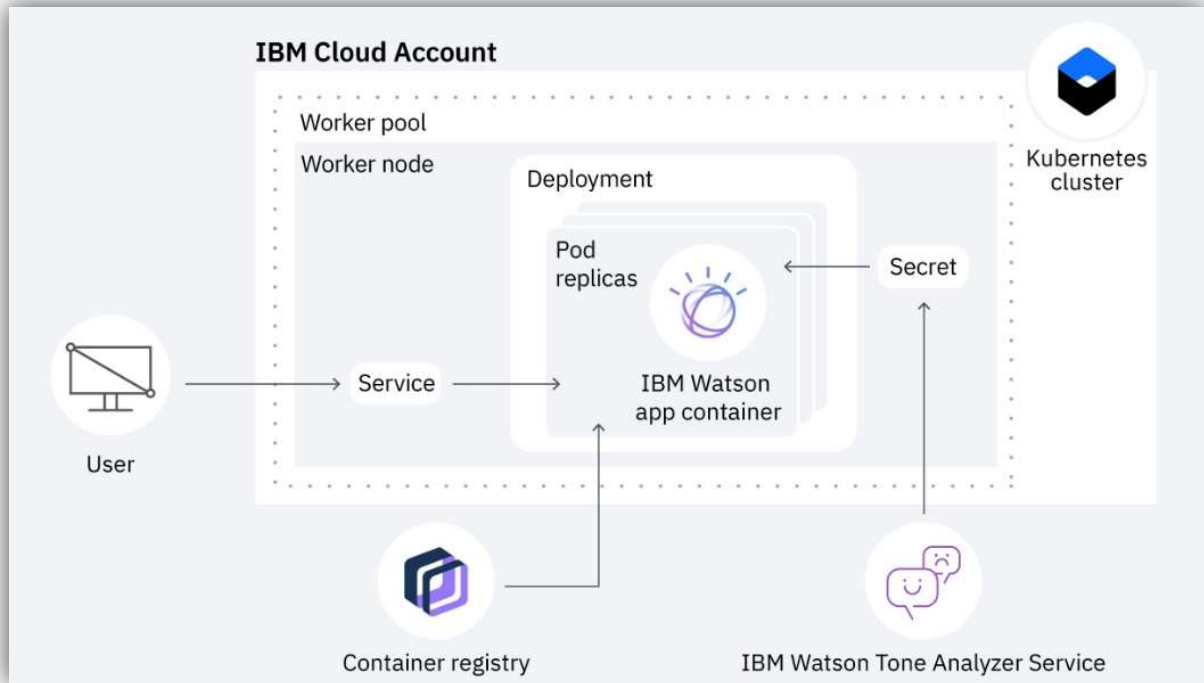 IBM Cloud Account
Worker pool
Worker node
Deployment
Kubernetes
cluster
Pod
replicas
Secret
Service
IBM Watson
app container
User
Container registry
IBM Watson Tone Analyzer Service